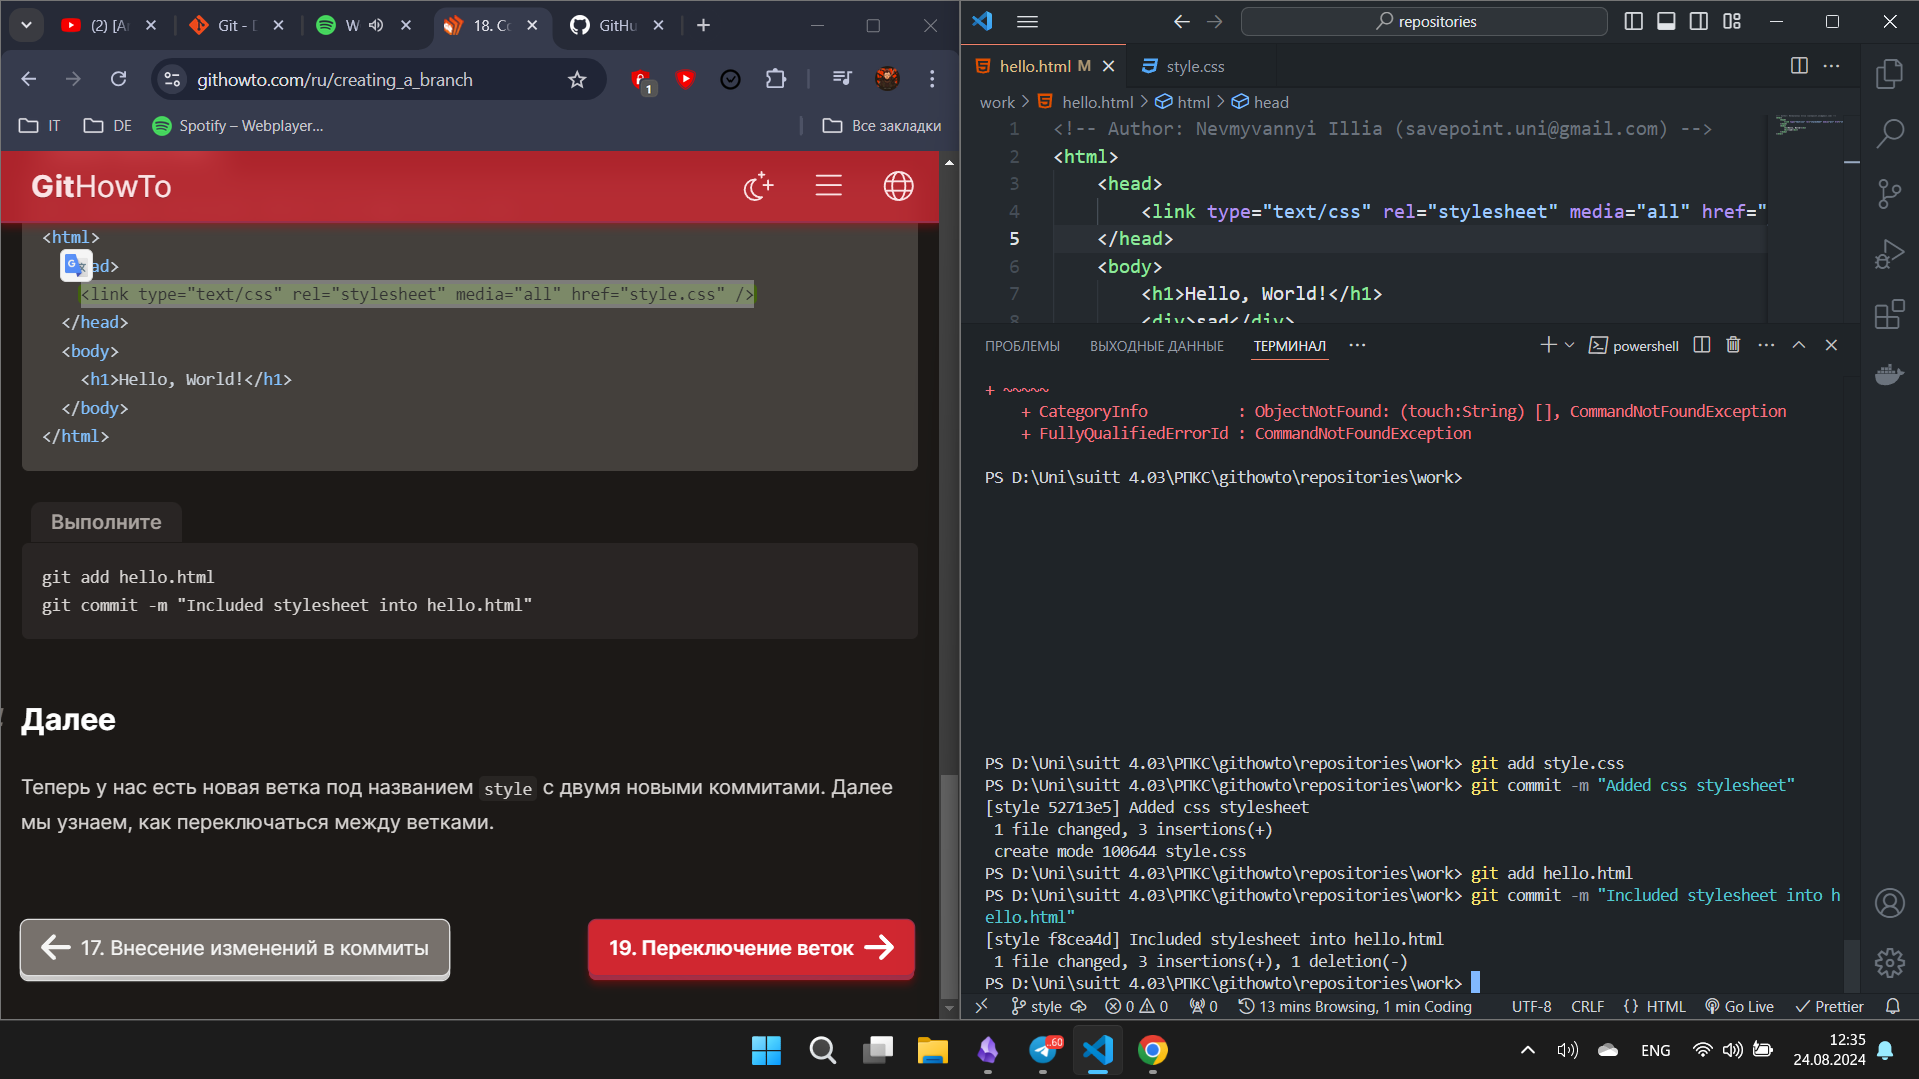 (2) [Aг
Git - D
W
18. Сс
GitHu
githowto.com/ru/creating_a_branch
1
IT
DE
Spotify – Webplayer...
Все закладки
GitHowTo
<html>
ad>
<link type="text/css" rel="stylesheet" media="all" href="style.css" />
</head>
<body>
<h1>Hello, World!</h1>
</body>
</html>
Выполните
git add hello.html
git commit -m "Included stylesheet into hello.html"
Далее
Теперь у нас есть новая ветка под названием style с двумя новыми коммитами. Далее
мы узнаем, как переключаться между ветками.
17. Внесение изменений в коммиты
19. Переключение веток
repositories
hello.html M
style.css
work > hello.html > html > head
1 <!-- Author: Nevmyvannyi Illia (savepoint.uni@gmail.com) -->
2 <html>
3 <head>
4 <link type="text/css" rel="stylesheet" media="all" href="
5 </head>
6 <body>
7 <h1>Hello, World!</h1>
8 <div>sad</div>
ПРОБЛЕМЫ
ВЫХОДНЫЕ ДАННЫЕ
ТЕРМИНАЛ
powershell
+ ~~~~~
+ CategoryInfo : ObjectNotFound: (touch:String) [], CommandNotFoundException
+ FullyQualifiedErrorId : CommandNotFoundException
PS D:\Uni\suitt 4.03\РПКС\githowto\repositories\work>
PS D:\Uni\suitt 4.03\РПКС\githowto\repositories\work> git add style.css
PS D:\Uni\suitt 4.03\РПКС\githowto\repositories\work> git commit -m "Added css stylesheet"
[style 52713e5] Added css stylesheet
1 file changed, 3 insertions(+)
create mode 100644 style.css
PS D:\Uni\suitt 4.03\РПКС\githowto\repositories\work> git add hello.html
PS D:\Uni\suitt 4.03\РПКС\githowto\repositories\work> git commit -m "Included stylesheet into h
ello.html"
[style f8cea4d] Included stylesheet into hello.html
1 file changed, 3 insertions(+), 1 deletion(-)
PS D:\Uni\suitt 4.03\РПКС\githowto\repositories\work>
style
0
0
0
13 mins Browsing, 1 min Coding
UTF-8
CRLF
{ } HTML
Go Live
Prettier
..60
ENG
12:35
24.08.2024